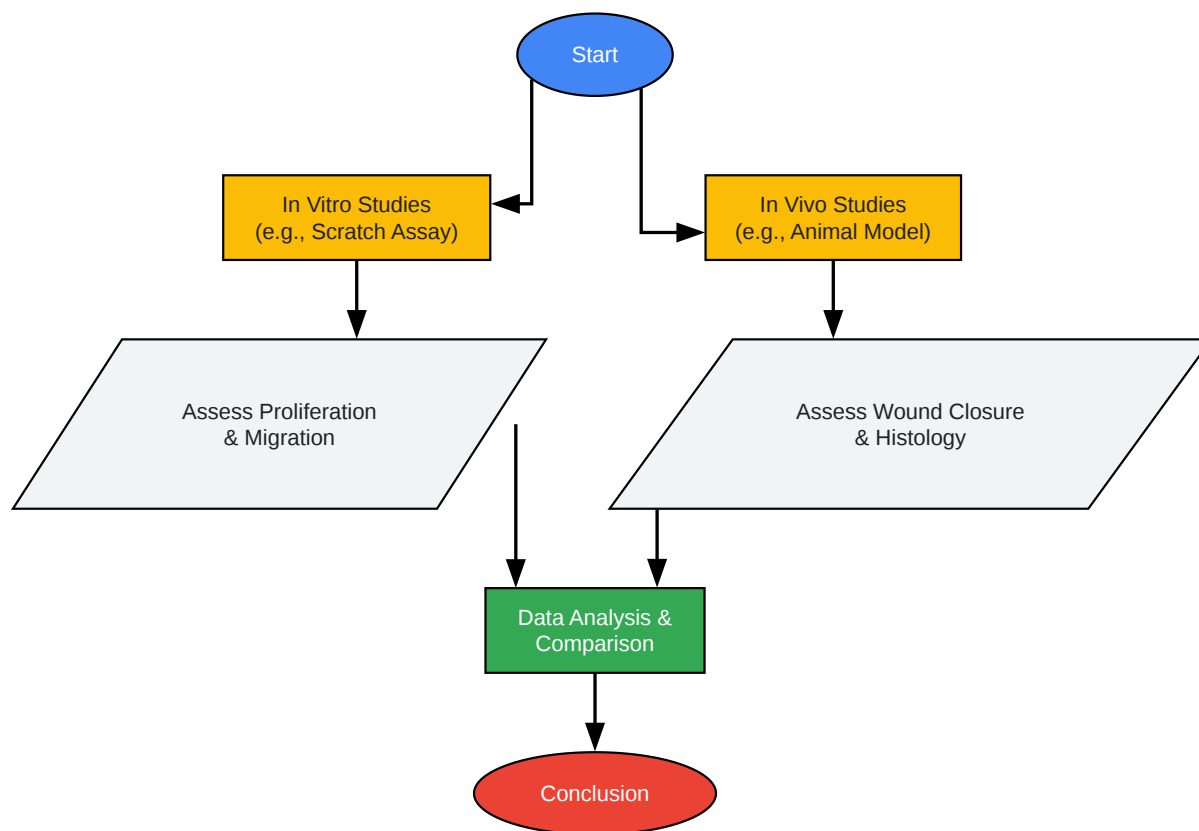 Start
In Vitro Studies
(e.g., Scratch Assay)
In Vivo Studies
(e.g., Animal Model)
Assess Proliferation
& Migration
Assess Wound Closure
& Histology
Data Analysis &
Comparison
Conclusion